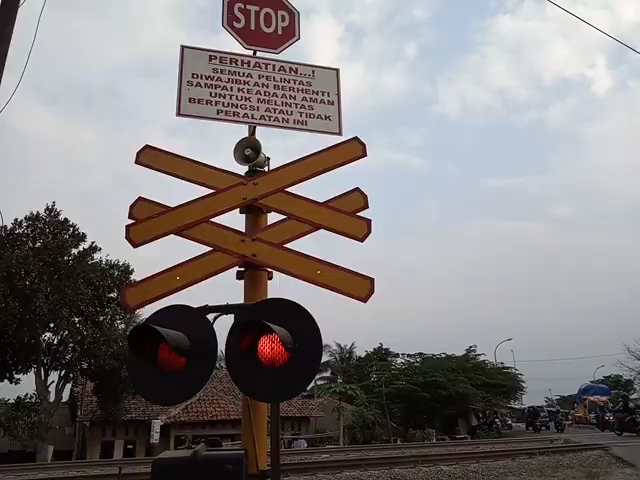 STOP
PERHATIAN...!
SEMUA PELINTAS
DIWAJIBKAN BERHENTI
SAMPAI KEADAAN AMAN
UNTUK MELINTAS
BERFUNGSI ATAU TIDAK
PERALATAN INI